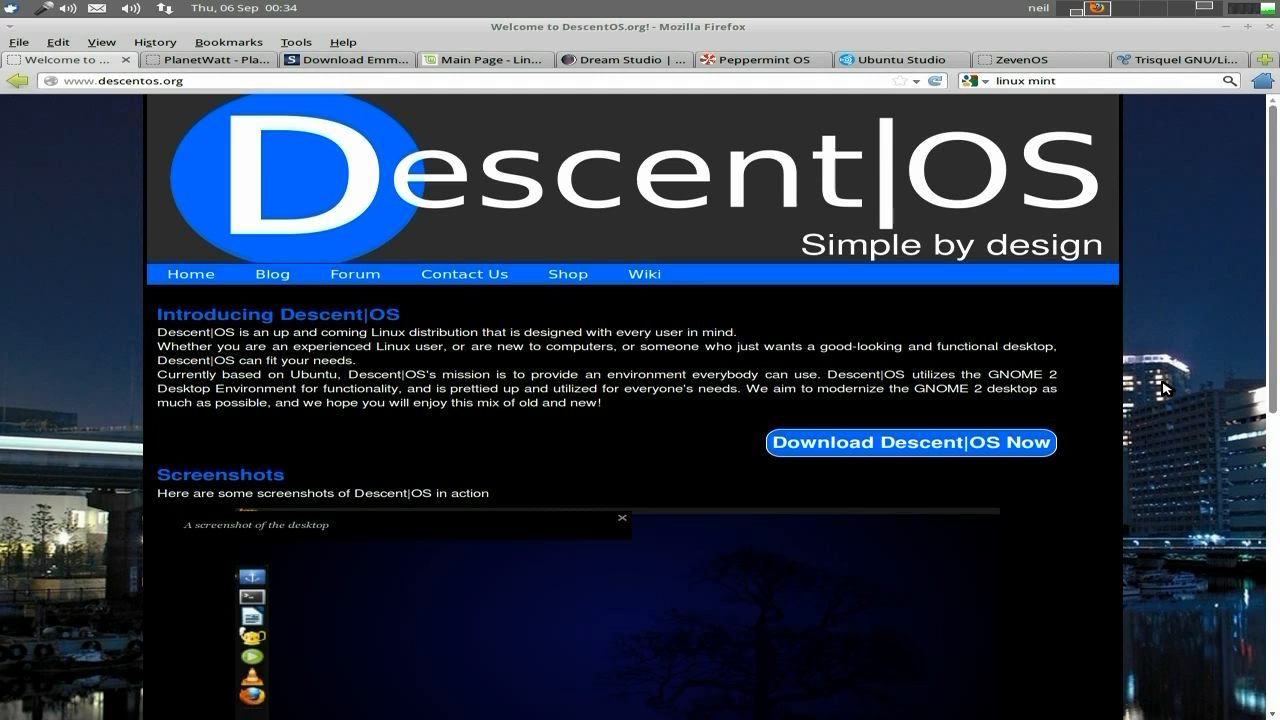 Thu, 06 Sep 00:34
neil
Welcome to DescentOS.org! - Mozilla Firefox
File Edit View History Bookmarks Tools Help
Welcome to ...
PlanetWatt - Pla...
Download Emm...
Main Page - Lin...
Dream Studio | ...
Peppermint OS
Ubuntu Studio
ZevenOS
Trisquel GNU/Li...
www.descentos.org
linux mint
Descent|OS
Simple by design
Home Blog Forum Contact Us Shop Wiki
Introducing Descent|OS
Descent|OS is an up and coming Linux distribution that is designed with every user in mind.
Whether you are an experienced Linux user, or are new to computers, or someone who just wants a good-looking and functional desktop,
Descent|OS can fit your needs.
Currently based on Ubuntu, Descent|OS's mission is to provide an environment everybody can use. Descent|OS utilizes the GNOME 2
Desktop Environment for functionality, and is prettied up and utilized for everyone's needs. We aim to modernize the GNOME 2 desktop as
much as possible, and we hope you will enjoy this mix of old and new!
Download Descent|OS Now
Screenshots
Here are some screenshots of Descent|OS in action
A screenshot of the desktop